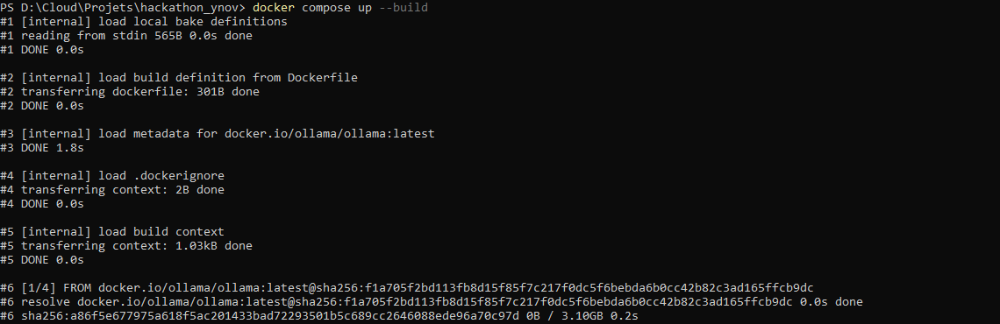 PS D:\Cloud\Projets\hackathon_ynov> docker compose up --build
#1 [internal] load local bake definitions
#1 reading from stdin 565B 0.0s done
#1 DONE 0.0s
#2 [internal] load build definition from Dockerfile
#2 transferring dockerfile: 301B done
#2 DONE 0.0s
#3 [internal] load metadata for docker.io/ollama/ollama:latest
#3 DONE 1.8s
#4 [internal] load .dockerignore
#4 transferring context: 2B done
#4 DONE 0.0s
#5 [internal] load build context
#5 transferring context: 1.03kB done
#5 DONE 0.0s
#6 [1/4] FROM docker.io/ollama/ollama:latest@sha256:f1a705f2bd113fb8d15f85f7c217f0dc5f6bebda6b0cc42b82c3ad165ffcb9dc
#6 resolve docker.io/ollama/ollama:latest@sha256:f1a705f2bd113fb8d15f85f7c217f0dc5f6bebda6b0cc42b82c3ad165ffcb9dc 0.0s done
#6 sha256:a86f5e677975a618f5ac201433bad72293501b5c689cc2646088ede96a70c97d 0B / 3.10GB 0.2s